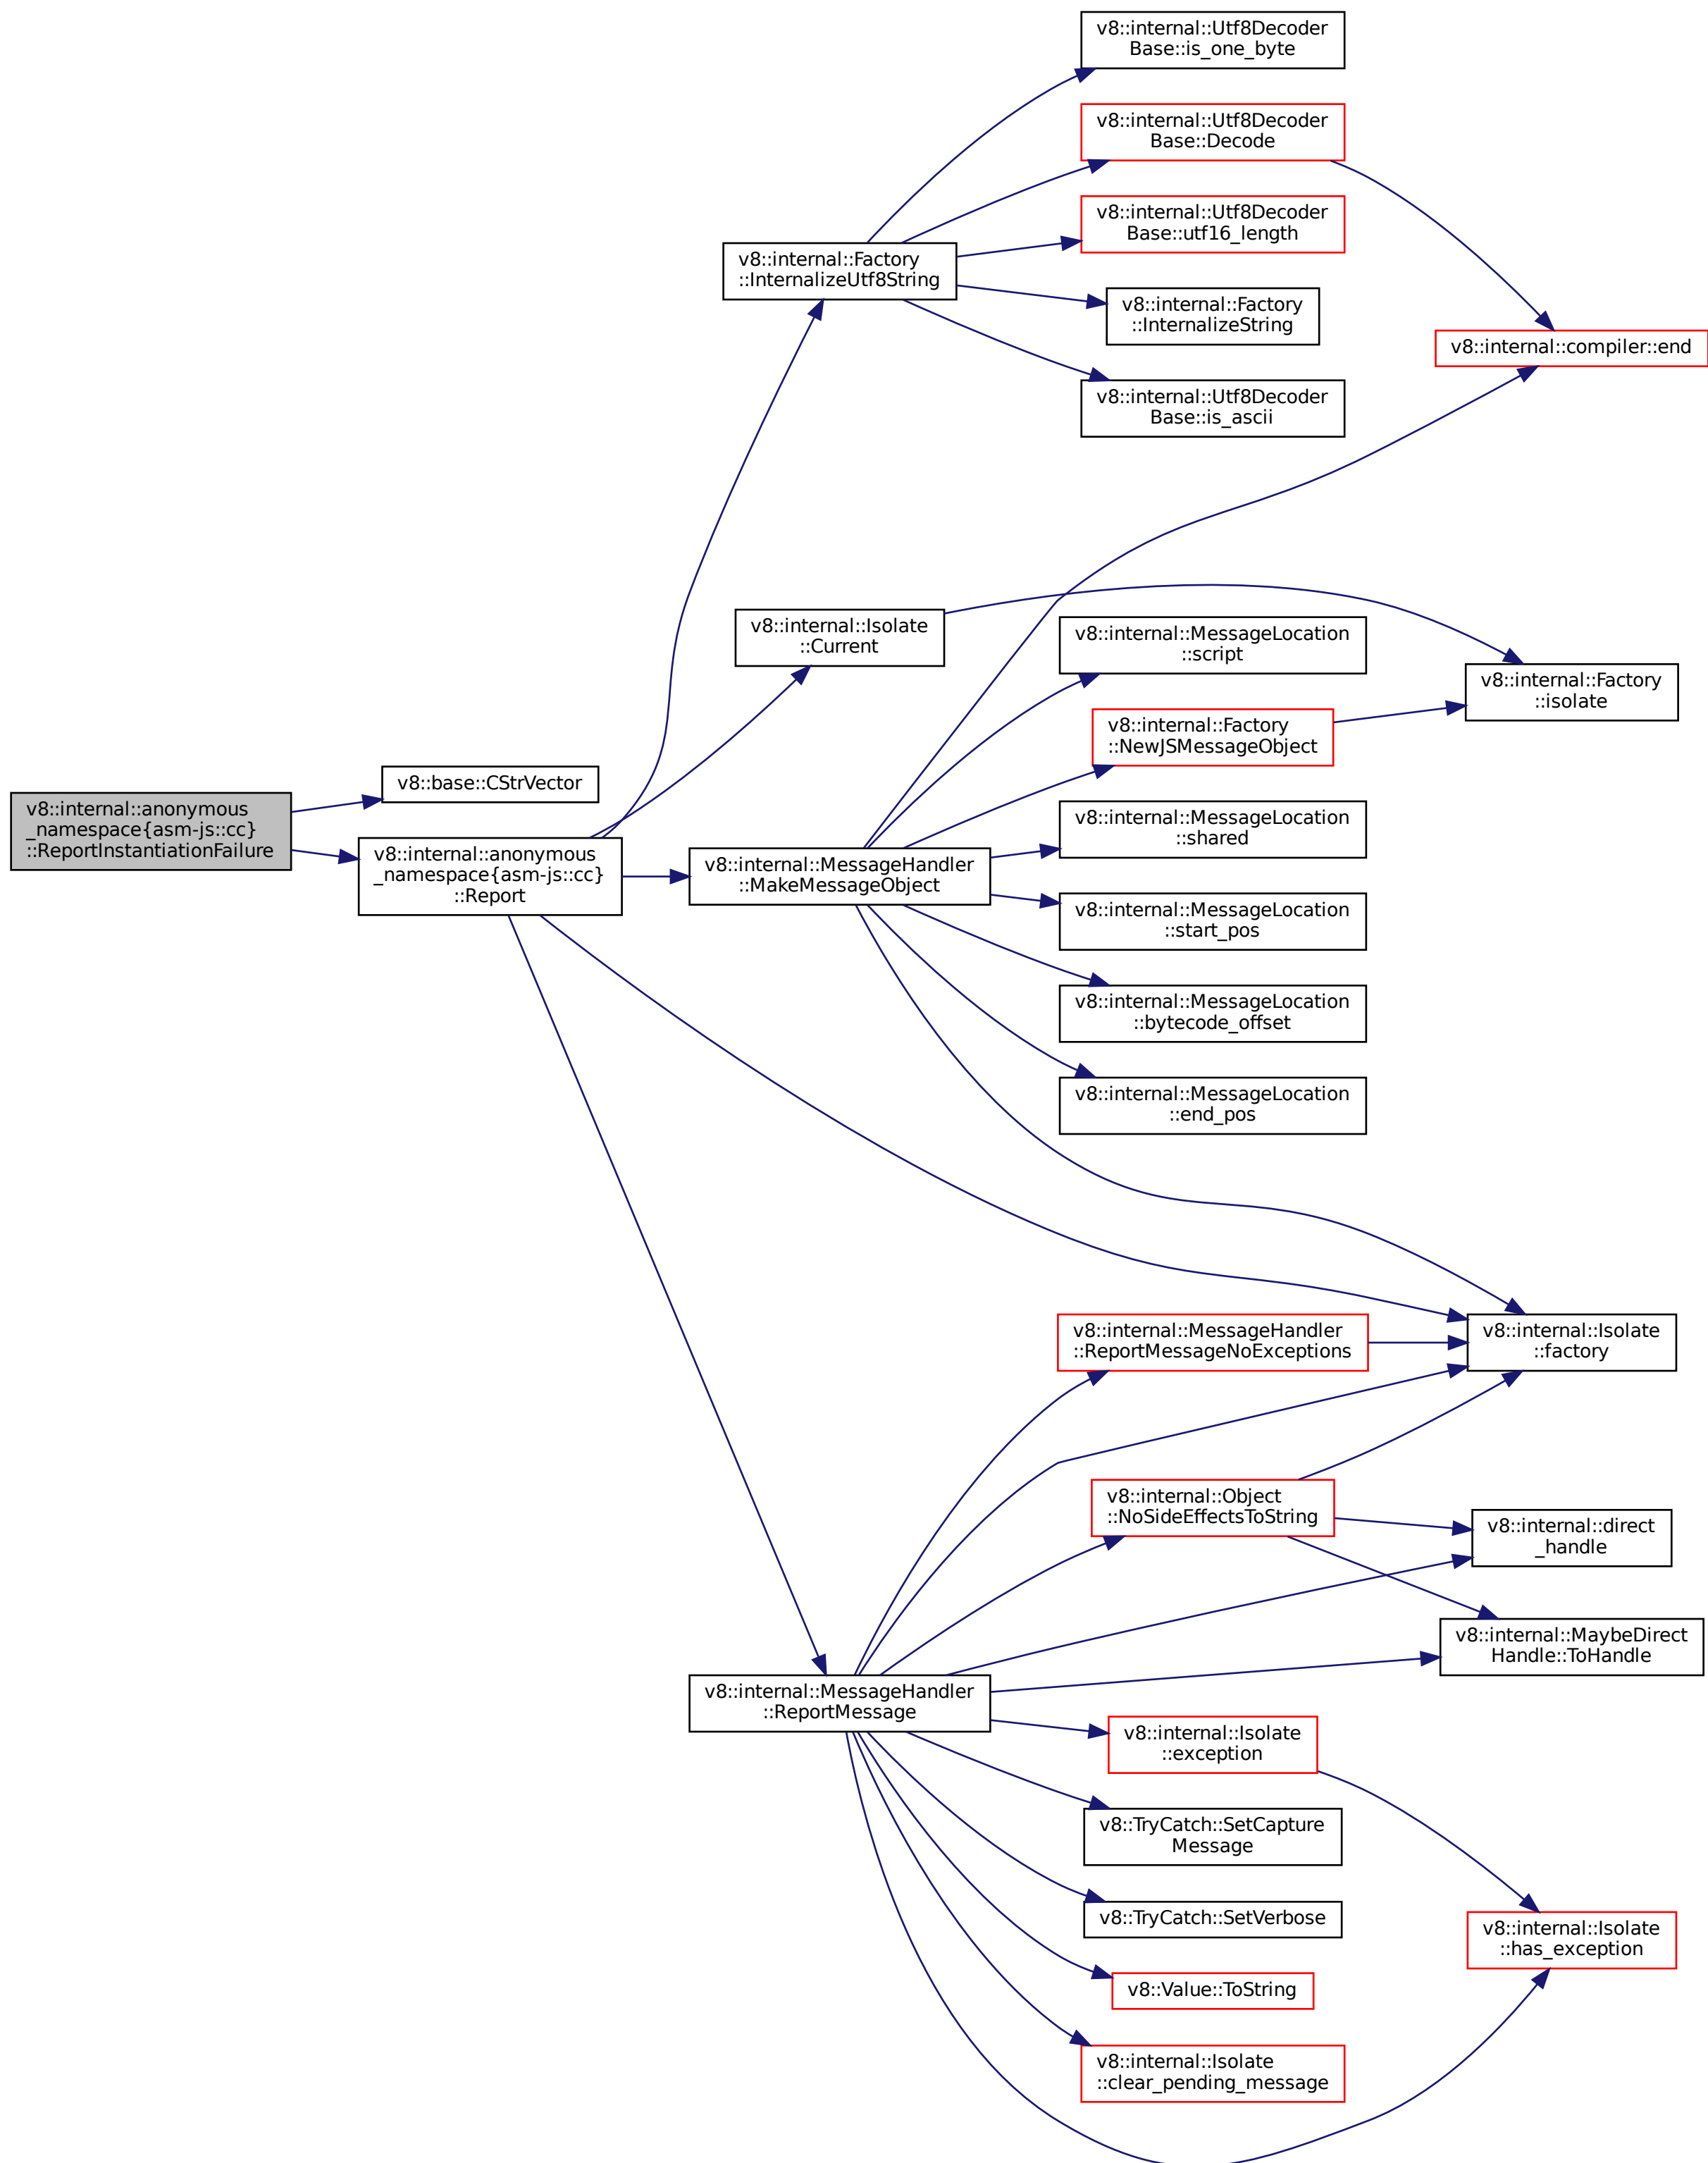 v8::internal::Utf8Decoder
Base::is_one_byte
v8::internal::Utf8Decoder
Base::Decode
v8::internal::Utf8Decoder
Base::utf16_length
v8::internal::Factory
::InternalizeUtf8String
v8::internal::Factory
::InternalizeString
v8::internal::compiler::end
v8::internal::Utf8Decoder
Base::is_ascii
v8::internal::Isolate
::Current
v8::internal::MessageLocation
::script
v8::internal::Factory
::isolate
v8::internal::Factory
::NewJSMessageObject
v8::base::CStrVector
v8::internal::anonymous
_namespace{asm-js::cc}
::ReportInstantiationFailure
v8::internal::MessageLocation
::shared
v8::internal::anonymous
_namespace{asm-js::cc}
::Report
v8::internal::MessageHandler
::MakeMessageObject
v8::internal::MessageLocation
::start_pos
v8::internal::MessageLocation
::bytecode_offset
v8::internal::MessageLocation
::end_pos
v8::internal::MessageHandler
::ReportMessageNoExceptions
v8::internal::Isolate
::factory
v8::internal::Object
::NoSideEffectsToString
v8::internal::direct
_handle
v8::internal::MaybeDirect
Handle::ToHandle
v8::internal::MessageHandler
::ReportMessage
v8::internal::Isolate
::exception
v8::TryCatch::SetCapture
Message
v8::TryCatch::SetVerbose
v8::internal::Isolate
::has_exception
v8::Value::ToString
v8::internal::Isolate
::clear_pending_message